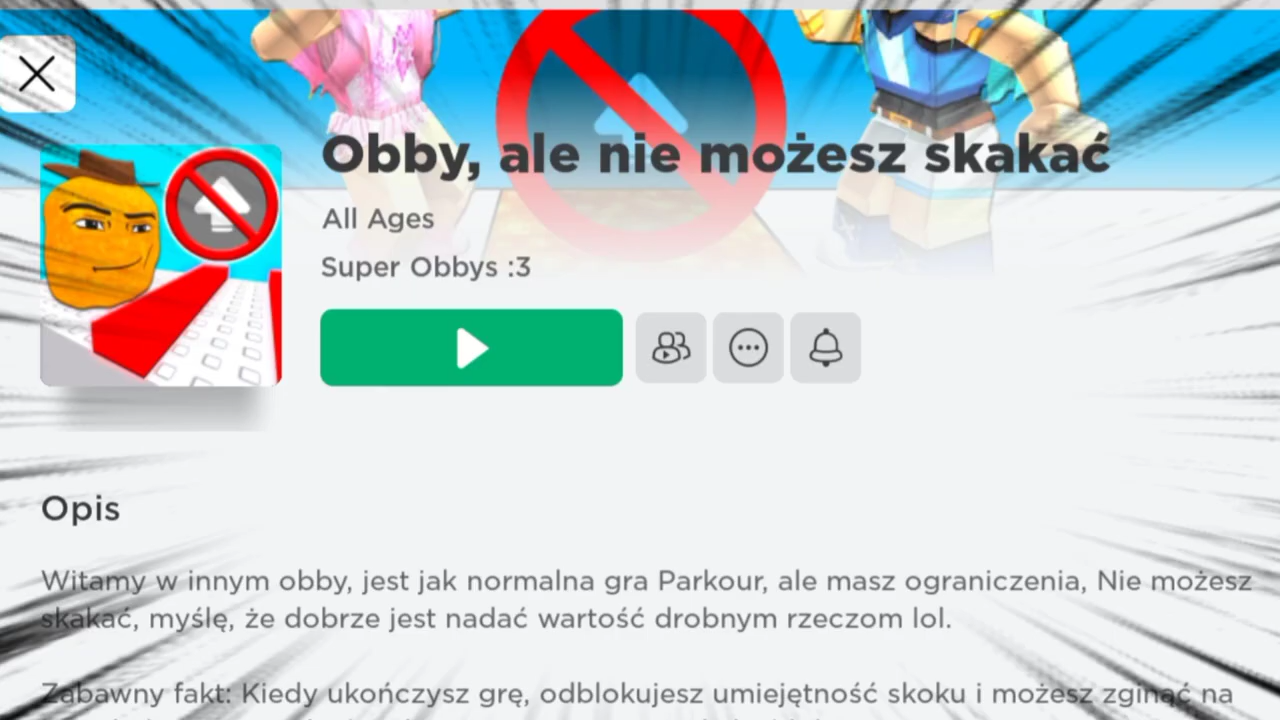 Obby, ale nie możesz skakać
All Ages
Super Obbys :3
Opis
Witamy w innym obby, jest jak normalna gra Parkour, ale masz ograniczenia, Nie możesz
skakać, myślę, że dobrze jest nadać wartość drobnym rzeczom lol.
Zabawny fakt: Kiedy ukończysz grę, odblokujesz umiejętność skoku i możesz zginąć na